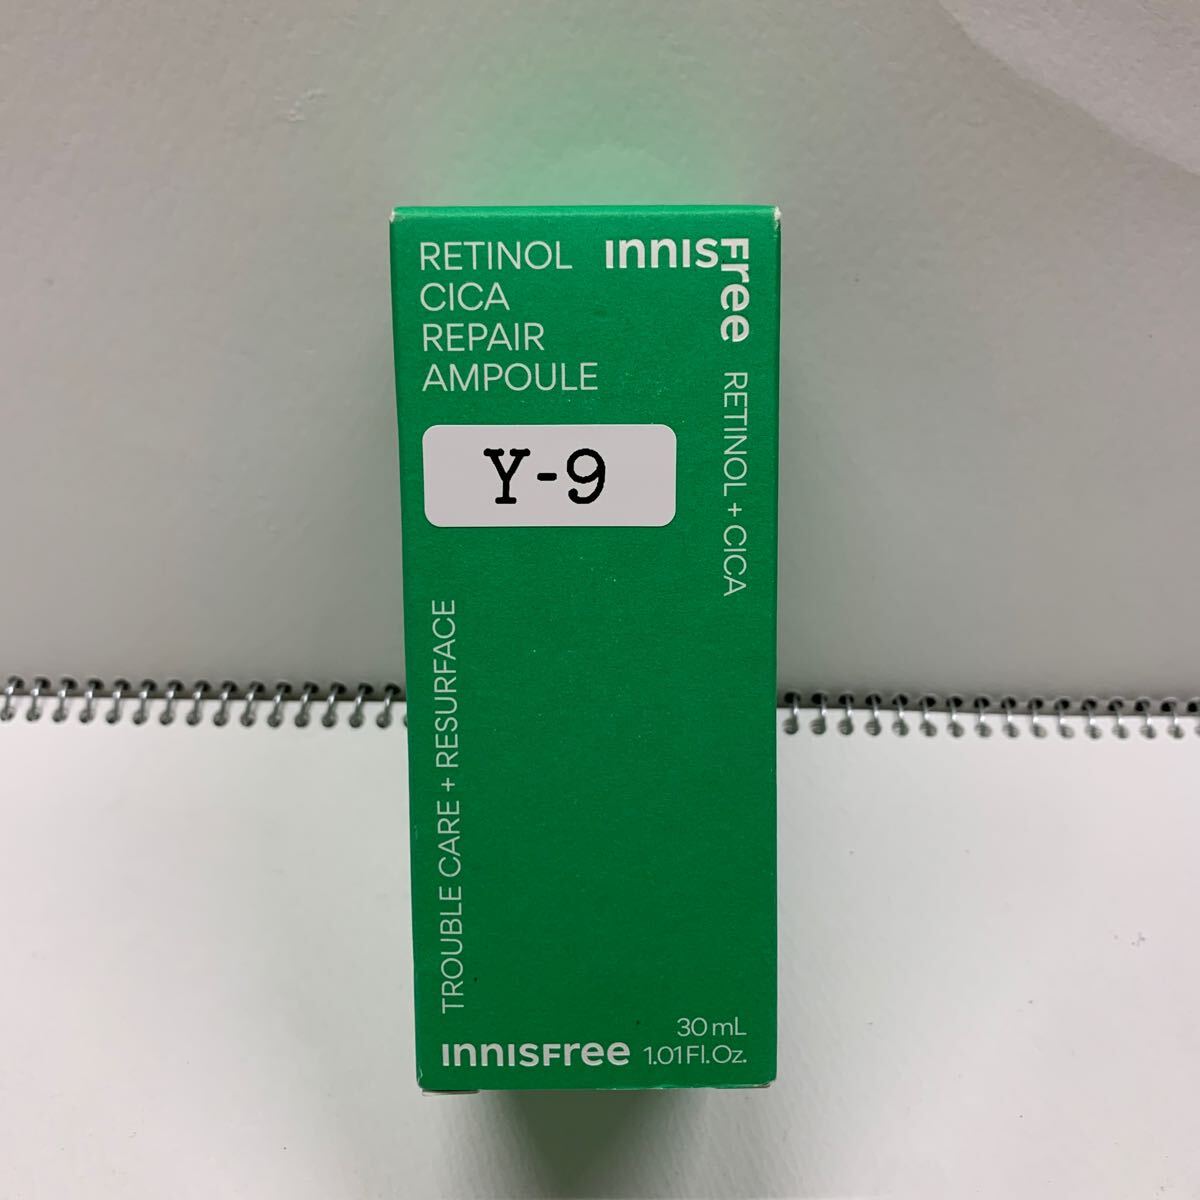 RETINOL
CICA
REPAIR
AMPOULE
INNISFree
RETINOL + CICA
Y-9
TROUBLE CARE + RESURFACE
INNISFree
30 mL
1.01 Fl. Oz.